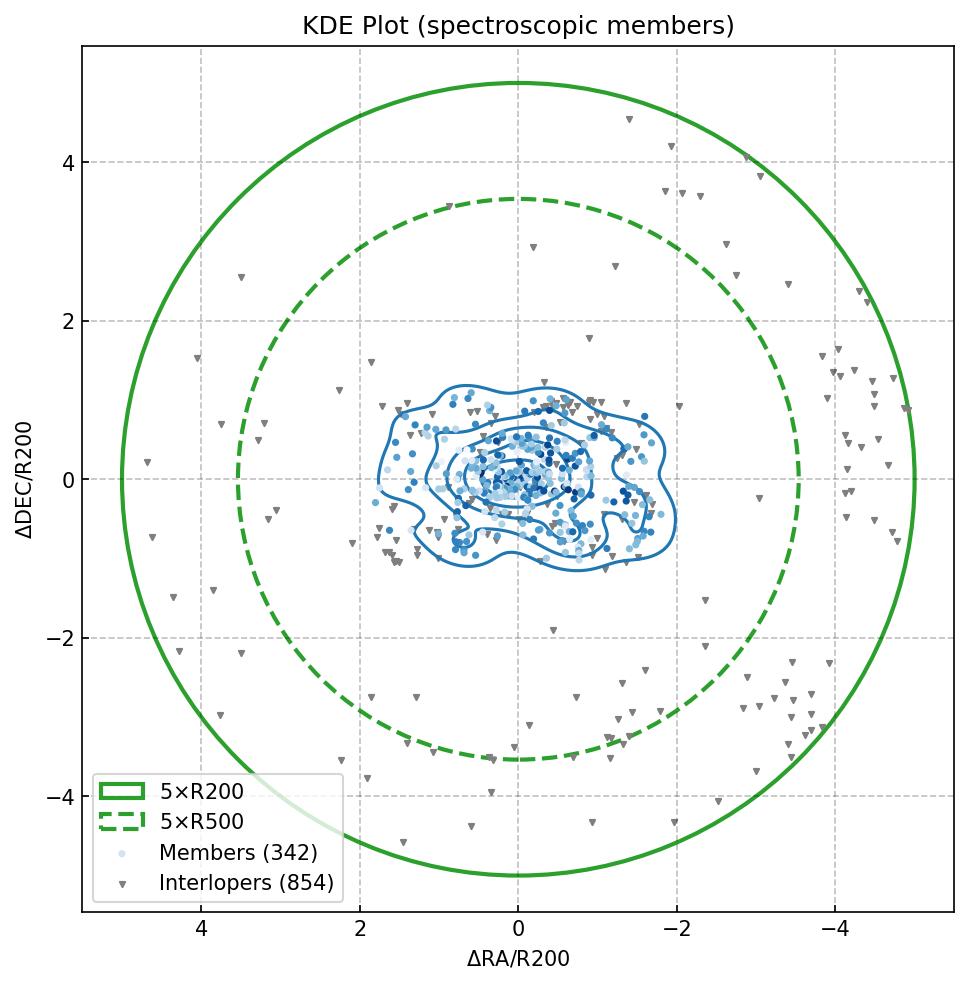 KDE Plot (spectroscopic members)
4
2
0
−2
−4
ΔDEC/R200
5×R200
5×R500
Members (342)
Interlopers (854)
4
2
0
−2
−4
ΔRA/R200